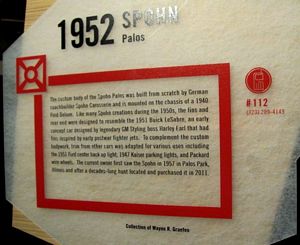 1952 SPOHN
Palos
The custom body of the Spohn Palos was built from scratch by German
coachbuilder Spohn Carosserie and is mounted on the chassis of a 1940
Ford Deluxe. Like many Spohn creations during the 1950s, the fins and
rear end were designed to resemble the 1951 Buick LeSabre, an early
concept car designed by legendary GM Styling boss Harley Earl that had
fins inspired by early postwar fighter jets. To complement the custom
bodywork, trim from other cars was adapted for various uses including
the 1951 Ford center back up light, 1947 Kaiser parking lights, and Packard
wire wheels. The current owner first saw the Spohn in 1957 in Palos Park,
Illinois and after a decades-long hunt located and purchased it in 2011.
#112
(323) 289-4143
Collection of Wayne R. Graefen